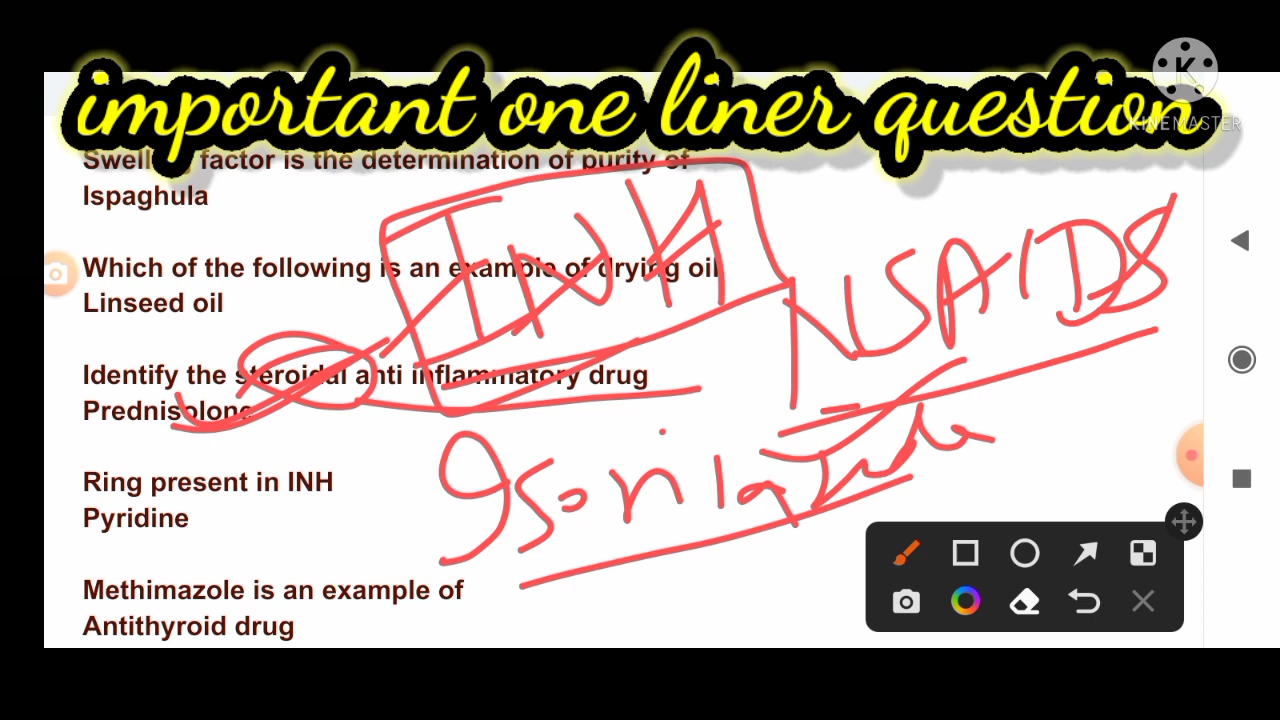 important one liner question
KINEMASTER
Swelling factor is the determination of purity of
Ispaghula
INH
NSAIDS
Which of the following is an example of drying oil
Linseed oil
Identify the steroidal anti inflammatory drug
Prednisolone
Ring present in INH
Pyridine
Methimazole is an example of
Antithyroid drug